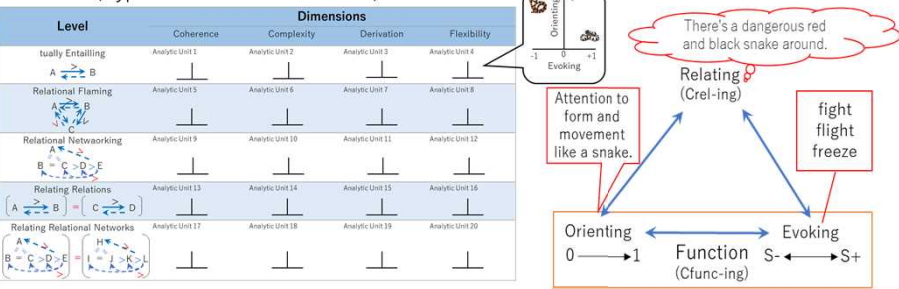 Level
Dimensions
Coherence Complexity Derivation Flexibility
tually Entailling
A > B
Analytic Unit 1 Analytic Unit 2 Analytic Unit 3 Analytic Unit 4
Relational Flaming
A B
C
Analytic Unit 5 Analytic Unit 6 Analytic Unit 7 Analytic Unit 8
Relational Netwaorking
A >
B = C >D >E
>
Analytic Unit 9 Analytic Unit 10 Analytic Unit 11 Analytic Unit 12
Relating Relations
A > B = C > D
Analytic Unit 13 Analytic Unit 14 Analytic Unit 15 Analytic Unit 16
Relating Relational Networks
A > H >
B = C >D >E = I = J >K >L
> >
Analytic Unit 17 Analytic Unit 18 Analytic Unit 19 Analytic Unit 20
Orienting
-1 0 +1
Evoking
There's a dangerous red
and black snake around.
Relating
(Crel-ing)
Attention to
form and
movement
like a snake.
fight
flight
freeze
Orienting
0 1
Function
(Cfunc-ing)
Evoking
S- S+